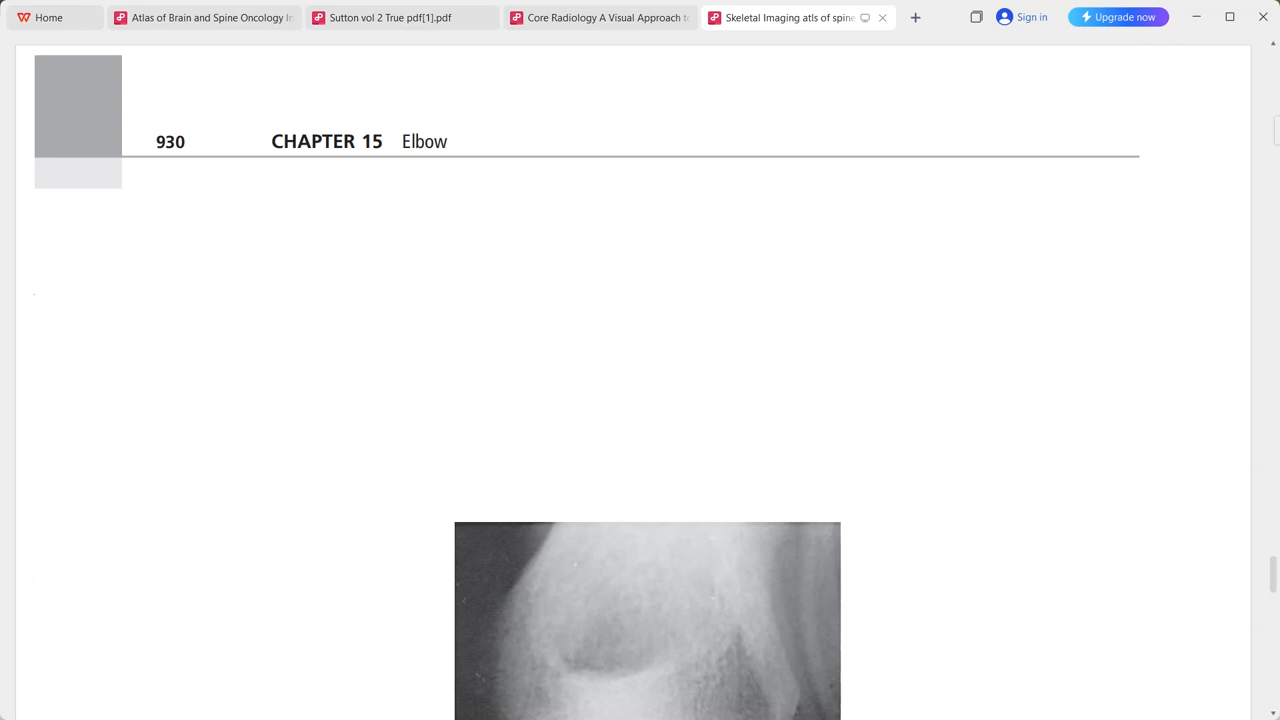 Home
Atlas of Brain and Spine Oncology I
Sutton vol 2 True pdf[1].pdf
Core Radiology A Visual Approach to
Skeletal Imaging atls of spine
Sign in
Upgrade now
930 CHAPTER 15 Elbow